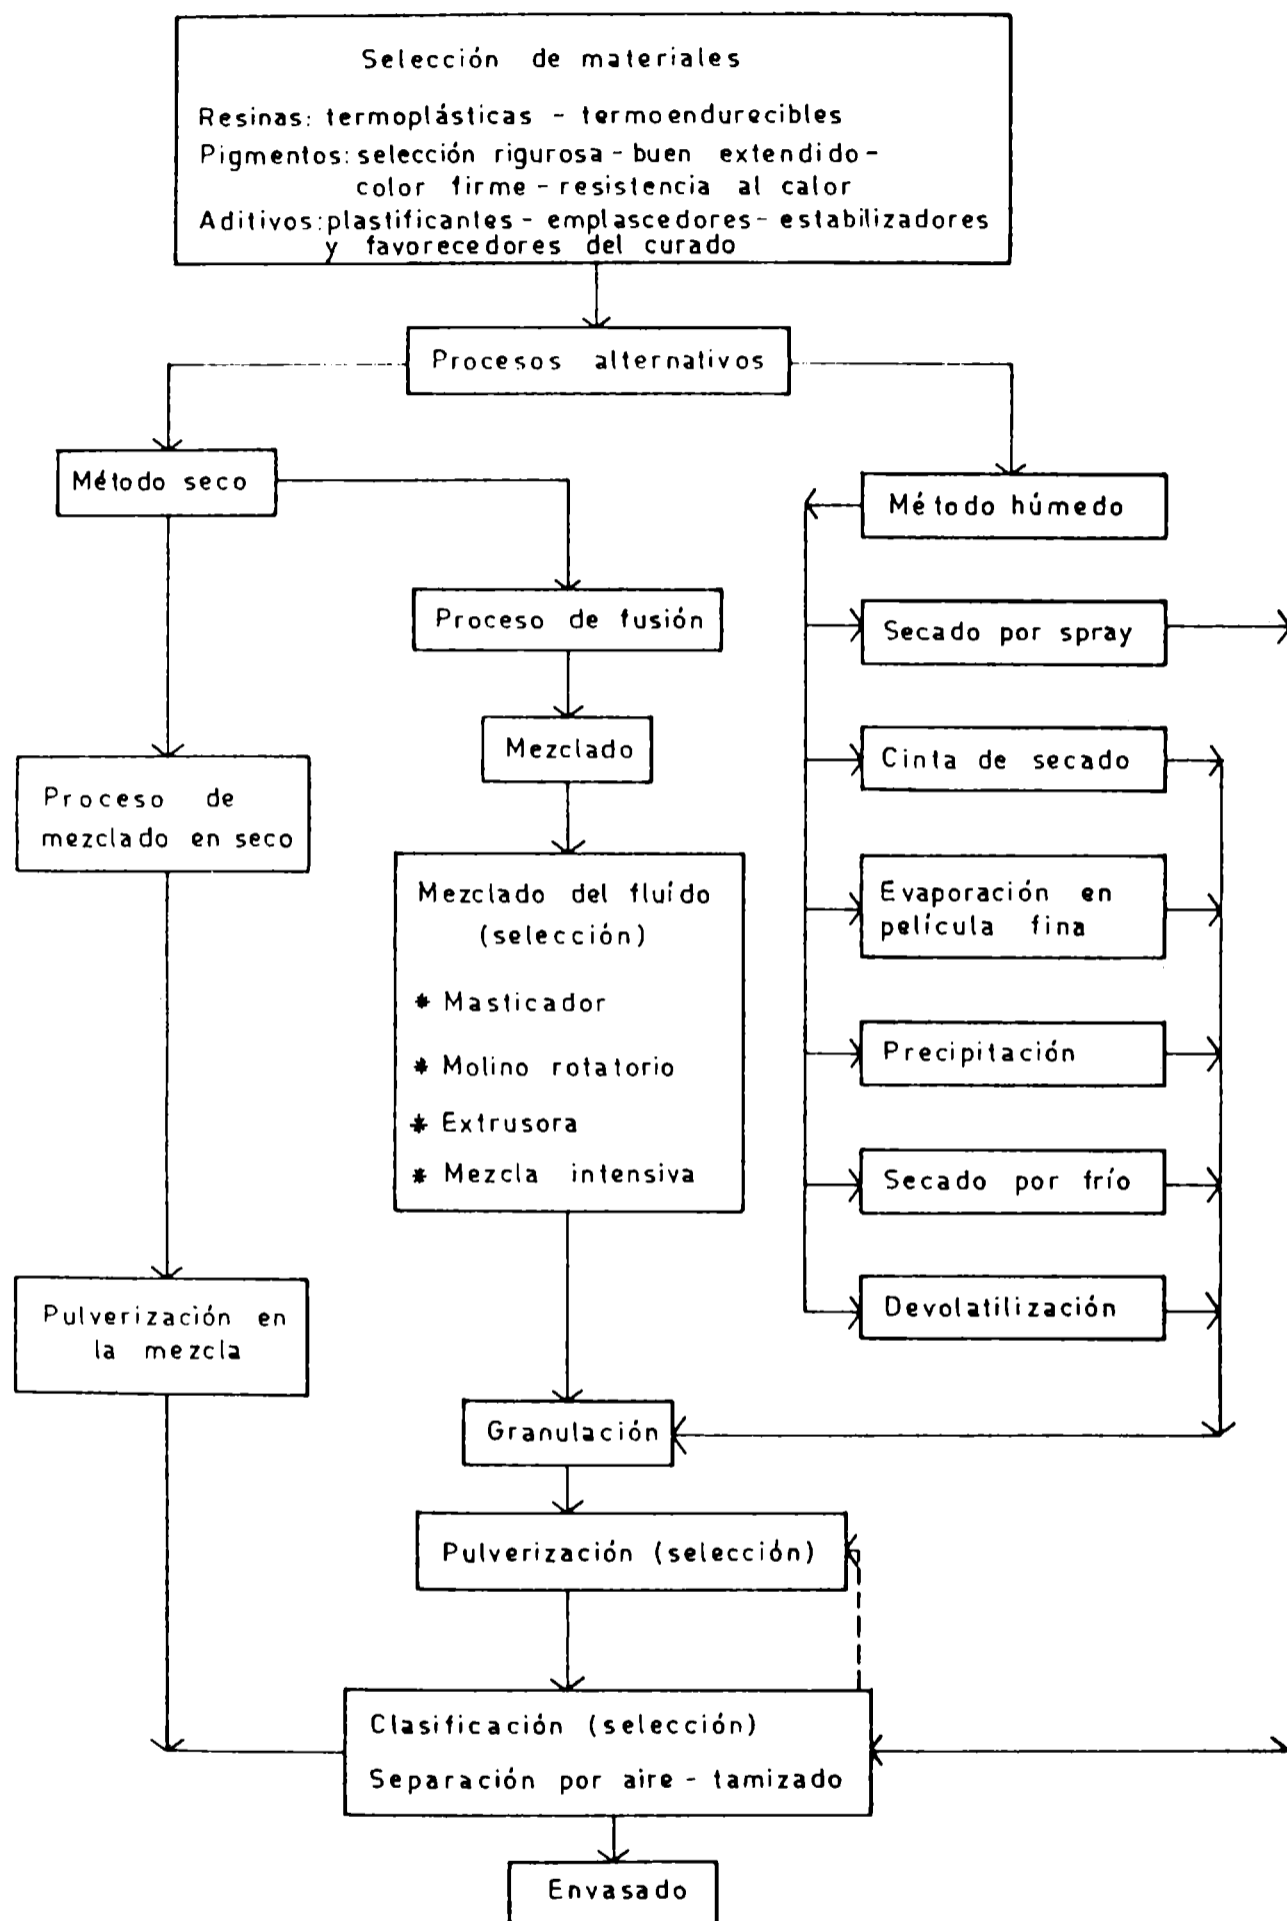 Selección de materiales
Resinas: termoplásticas - termoendurecibles
Pigmentos: selección rigurosa - buen extendido -
color firme - resistencia al calor
Aditivos: plastificantes - emplascedores - estabilizadores
y favorecedores del curado
Procesos alternativos
Método seco
Método húmedo
Proceso de fusión
Secado por spray
Mezclado
Cinta de secado
Proceso de
mezclado en seco
Mezclado del fluído
(selección)
* Masticador
* Molino rotatorio
* Extrusora
* Mezcla intensiva
Evaporación en
película fina
Precipitación
Secado por frío
Devolatilización
Pulverización en
la mezcla
Granulación
Pulverización (selección)
Clasificación (selección)
Separación por aire - tamizado
Envasado